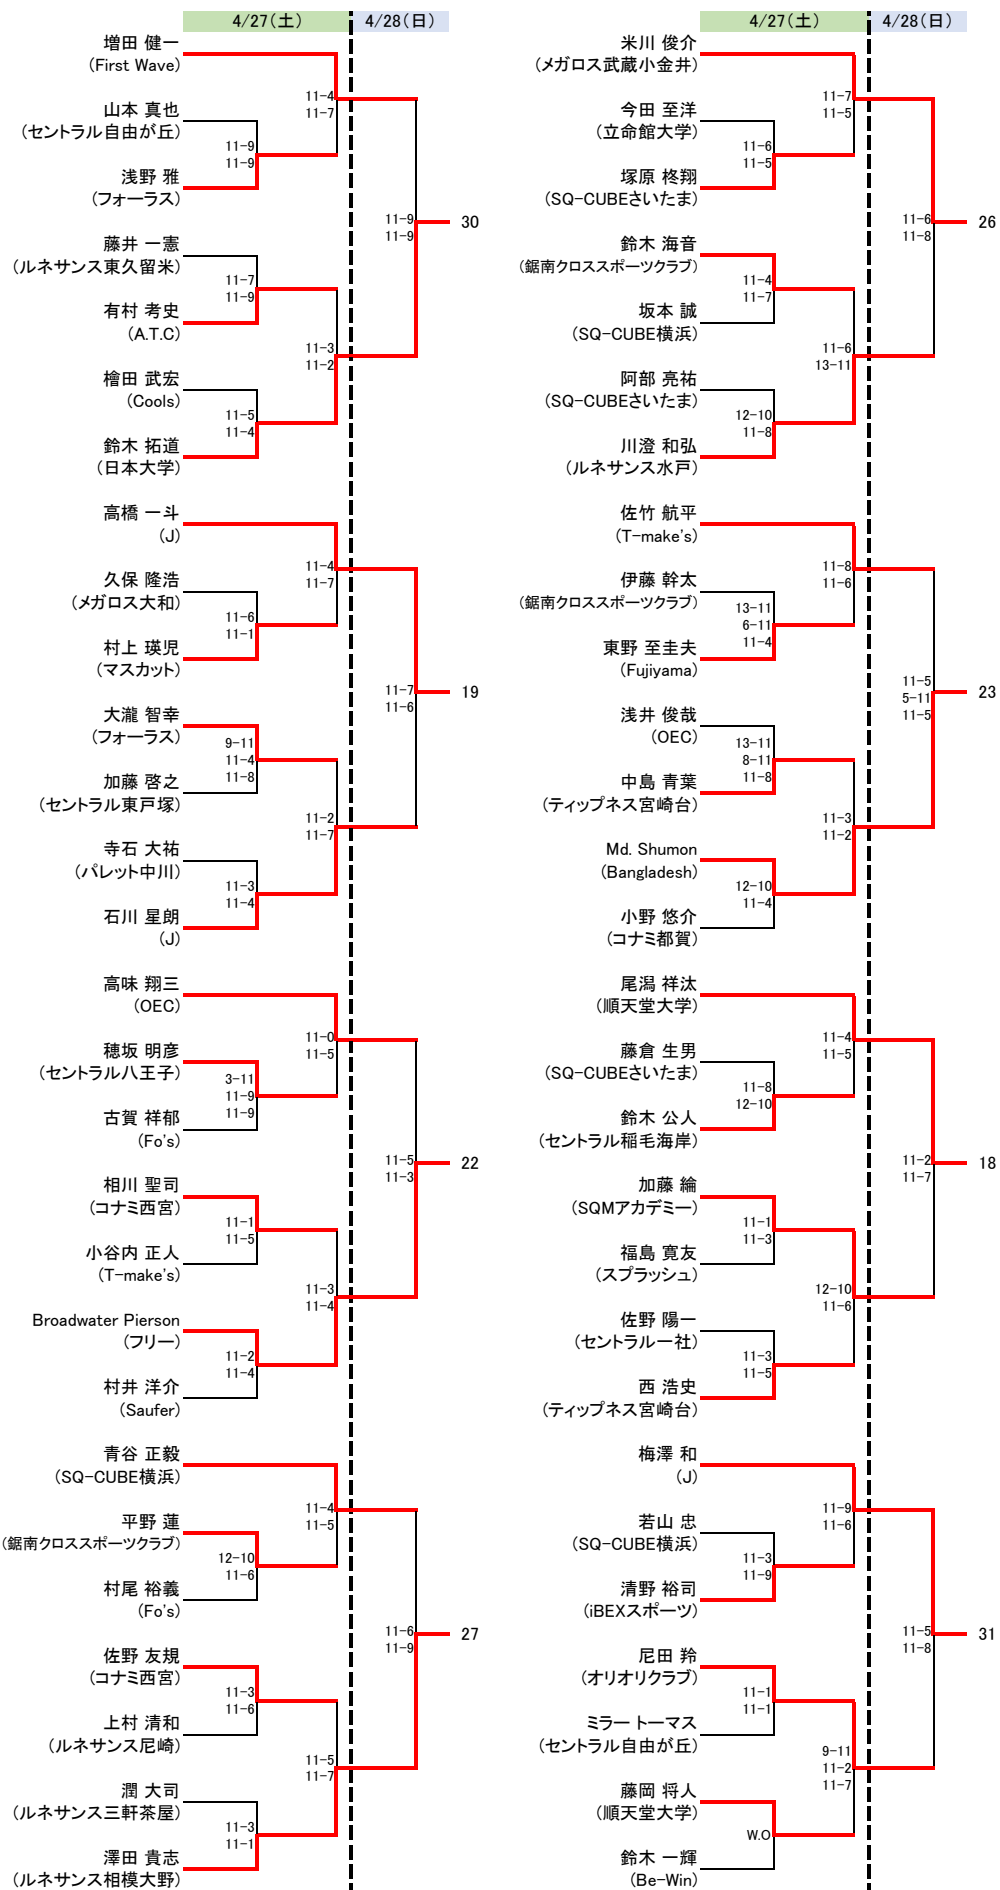 4/27(土)
4/28(日)
増田 健一
(First Wave)
11-4
11-7
山本 真也
(セントラル自由が丘)
11-9
11-9
浅野 雅
(フォーラス)
11-9
11-9
30
藤井 一憲
(ルネサンス東久留米)
11-7
11-9
有村 考史
(A.T.C)
11-3
11-2
檜田 武宏
(Cools)
11-5
11-4
鈴木 拓道
(日本大学)
高橋 一斗
(J)
11-4
11-7
久保 隆浩
(メガロス大和)
11-6
11-1
村上 瑛児
(マスカット)
11-7
11-6
19
大瀧 智幸
(フォーラス)
9-11
11-4
11-8
加藤 啓之
(セントラル東戸塚)
11-2
11-7
寺石 大祐
(パレット中川)
11-3
11-4
石川 星朗
(J)
高味 翔三
(OEC)
11-0
11-5
穂坂 明彦
(セントラル八王子)
3-11
11-9
11-9
古賀 祥郁
(Fo's)
11-5
11-3
22
相川 聖司
(コナミ西宮)
11-1
11-5
小谷内 正人
(T-make's)
11-3
11-4
Broadwater Pierson
(フリー)
11-2
11-4
村井 洋介
(Saufer)
青谷 正毅
(SQ-CUBE横浜)
11-4
11-5
平野 蓮
(鋸南クロススポーツクラブ)
12-10
11-6
村尾 裕義
(Fo's)
11-6
11-9
27
佐野 友規
(コナミ西宮)
11-3
11-6
上村 清和
(ルネサンス尼崎)
11-5
11-7
潤 大司
(ルネサンス三軒茶屋)
11-3
11-1
澤田 貴志
(ルネサンス相模大野)
4/27(土)
4/28(日)
米川 俊介
(メガロス武蔵小金井)
11-7
11-5
今田 至洋
(立命館大学)
11-6
11-5
塚原 柊翔
(SQ-CUBEさいたま)
11-6
11-8
26
鈴木 海音
(鋸南クロススポーツクラブ)
11-4
11-7
坂本 誠
(SQ-CUBE横浜)
11-6
13-11
阿部 亮祐
(SQ-CUBEさいたま)
12-10
11-8
川澄 和弘
(ルネサンス水戸)
佐竹 航平
(T-make's)
11-8
11-6
伊藤 幹太
(鋸南クロススポーツクラブ)
13-11
6-11
11-4
東野 至圭夫
(Fujiyama)
11-5
5-11
11-5
23
浅井 俊哉
(OEC)
13-11
8-11
11-8
中島 青葉
(ティップネス宮崎台)
11-3
11-2
Md. Shumon
(Bangladesh)
12-10
11-4
小野 悠介
(コナミ都賀)
尾潟 祥汰
(順天堂大学)
11-4
11-5
藤倉 生男
(SQ-CUBEさいたま)
11-8
12-10
鈴木 公人
(セントラル稲毛海岸)
11-2
11-7
18
加藤 綸
(SQMアカデミー)
11-1
11-3
福島 寛友
(スプラッシュ)
12-10
11-6
佐野 陽一
(セントラル一社)
11-3
11-5
西 浩史
(ティップネス宮崎台)
梅澤 和
(J)
11-9
11-6
若山 忠
(SQ-CUBE横浜)
11-3
11-9
清野 裕司
(iBEXスポーツ)
11-5
11-8
31
尼田 羚
(オリオリクラブ)
11-1
11-1
ミラー トーマス
(セントラル自由が丘)
9-11
11-2
11-7
藤岡 将人
(順天堂大学)
W.O
鈴木 一輝
(Be-Win)